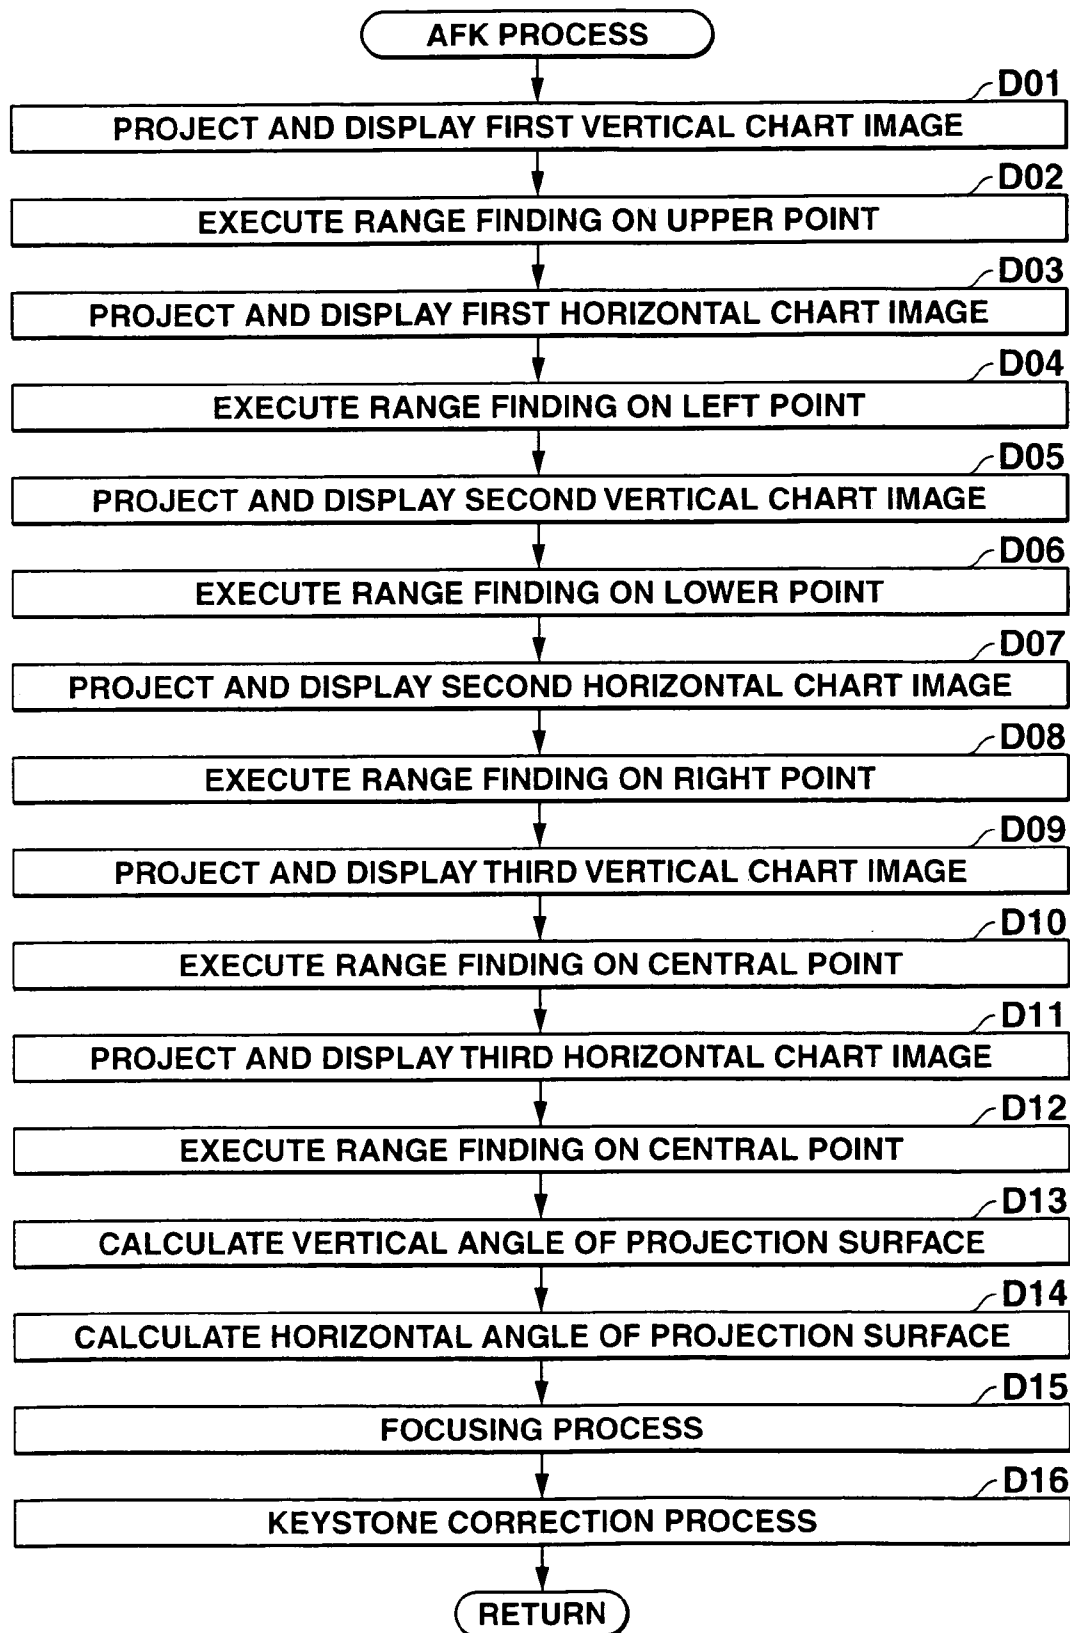 AFK PROCESS
D01
PROJECT AND DISPLAY FIRST VERTICAL CHART IMAGE
D02
EXECUTE RANGE FINDING ON UPPER POINT
D03
PROJECT AND DISPLAY FIRST HORIZONTAL CHART IMAGE
D04
EXECUTE RANGE FINDING ON LEFT POINT
D05
PROJECT AND DISPLAY SECOND VERTICAL CHART IMAGE
D06
EXECUTE RANGE FINDING ON LOWER POINT
D07
PROJECT AND DISPLAY SECOND HORIZONTAL CHART IMAGE
D08
EXECUTE RANGE FINDING ON RIGHT POINT
D09
PROJECT AND DISPLAY THIRD VERTICAL CHART IMAGE
D10
EXECUTE RANGE FINDING ON CENTRAL POINT
D11
PROJECT AND DISPLAY THIRD HORIZONTAL CHART IMAGE
D12
EXECUTE RANGE FINDING ON CENTRAL POINT
D13
CALCULATE VERTICAL ANGLE OF PROJECTION SURFACE
D14
CALCULATE HORIZONTAL ANGLE OF PROJECTION SURFACE
D15
FOCUSING PROCESS
D16
KEYSTONE CORRECTION PROCESS
RETURN